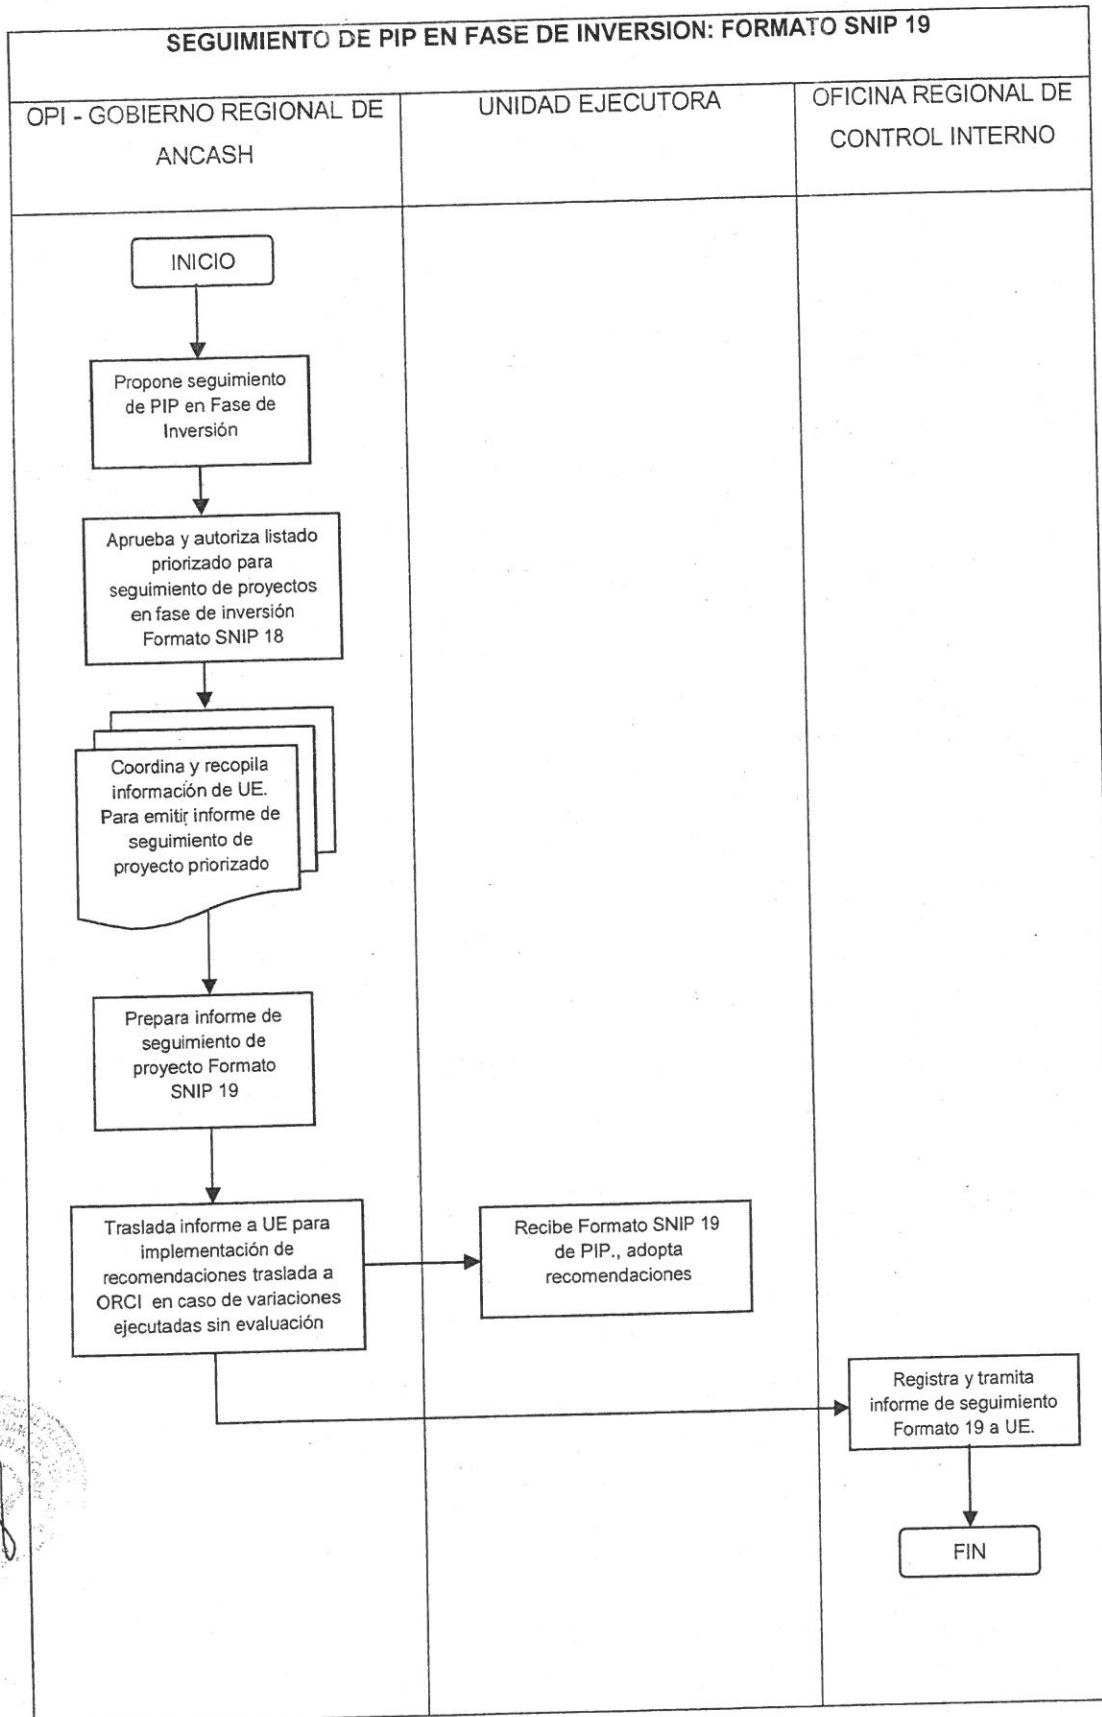 SEGUIMIENTO DE PIP EN FASE DE INVERSION: FORMATO SNIP 19
OPI - GOBIERNO REGIONAL DE
ANCASH
UNIDAD EJECUTORA
OFICINA REGIONAL DE
CONTROL INTERNO
INICIO
Propone seguimiento
de PIP en Fase de
Inversión
Aprueba y autoriza listado
priorizado para
seguimiento de proyectos
en fase de inversión
Formato SNIP 18
Coordina y recopila
información de UE.
Para emitir informe de
seguimiento de
proyecto priorizado
Prepara informe de
seguimiento de
proyecto Formato
SNIP 19
Traslada informe a UE para
implementación de
recomendaciones traslada a
ORCI en caso de variaciones
ejecutadas sin evaluación
Recibe Formato SNIP 19
de PIP., adopta
recomendaciones
Registra y tramita
informe de seguimiento
Formato 19 a UE.
FIN